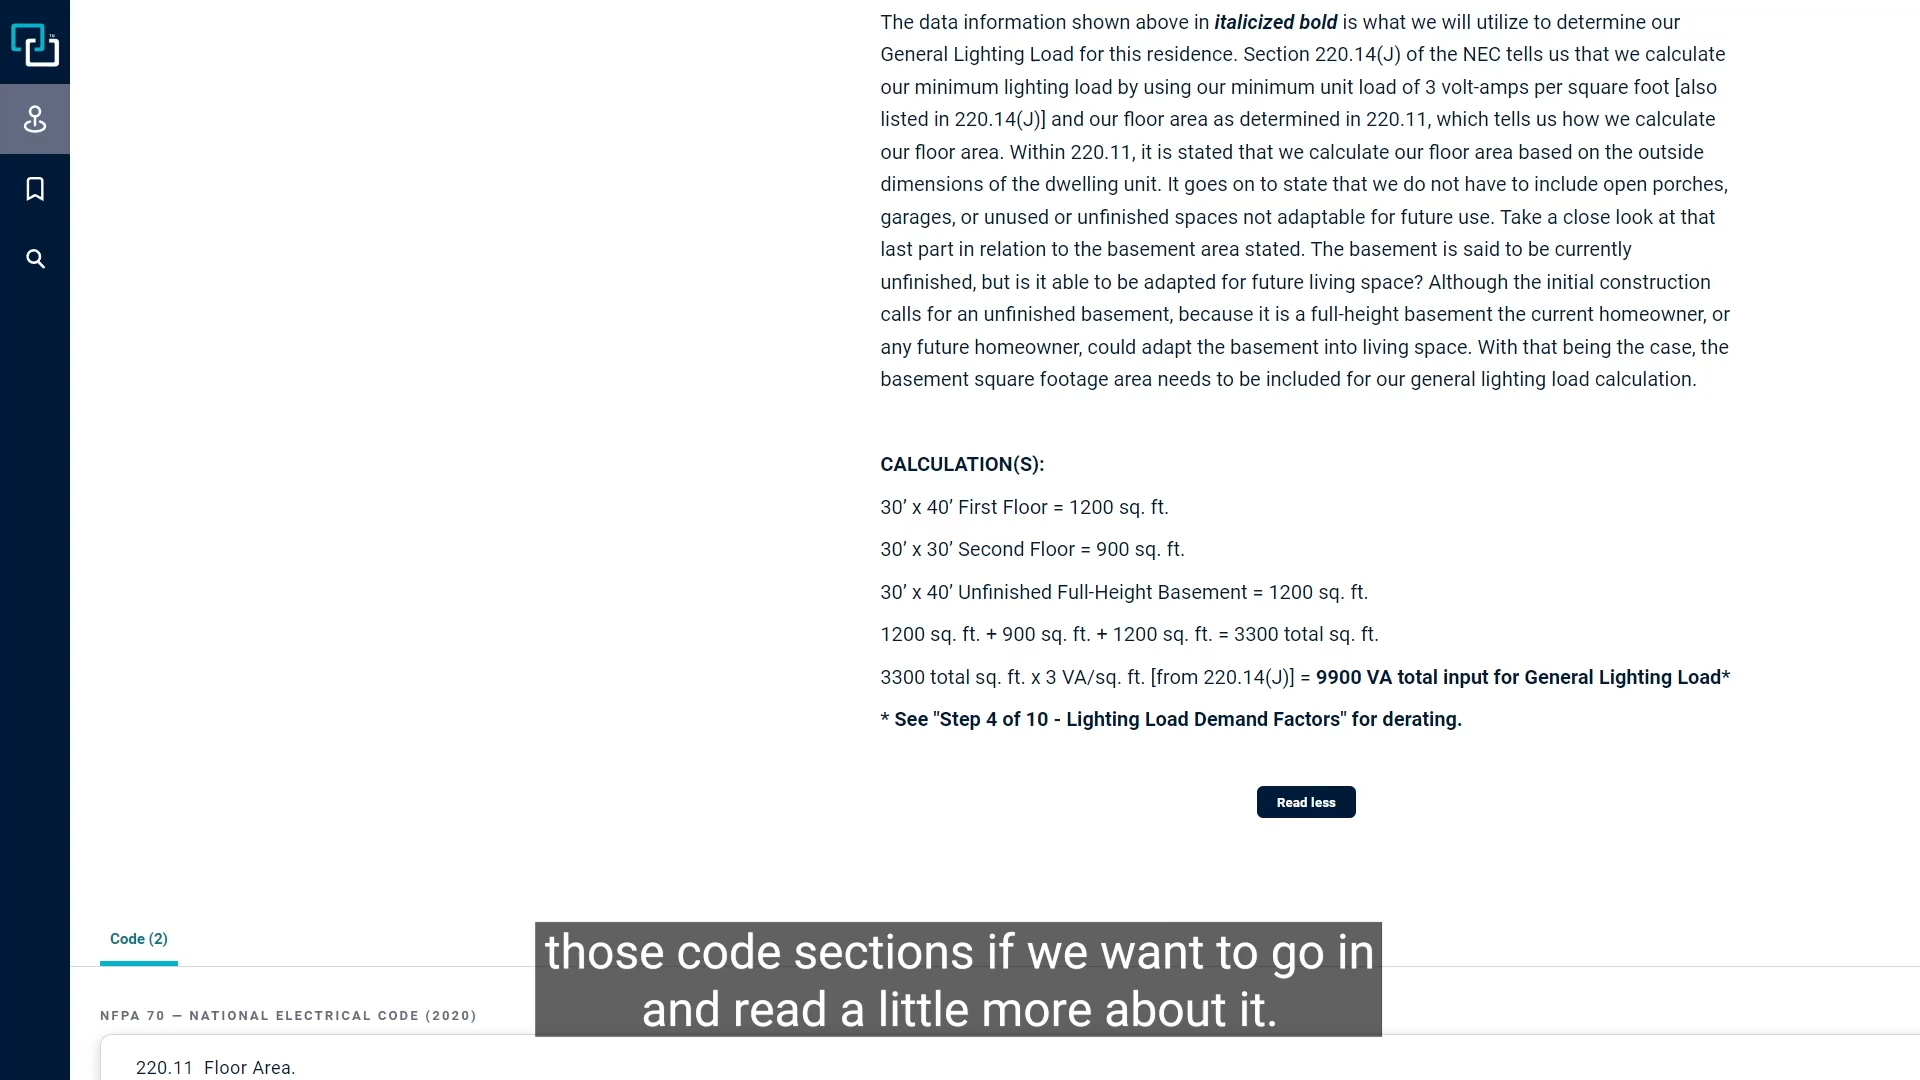 The data information shown above in italicized bold is what we will utilize to determine our
General Lighting Load for this residence. Section 220.14(J) of the NEC tells us that we calculate
our minimum lighting load by using our minimum unit load of 3 volt-amps per square foot [also
listed in 220.14(J)] and our floor area as determined in 220.11, which tells us how we calculate
our floor area. Within 220.11, it is stated that we calculate our floor area based on the outside
dimensions of the dwelling unit. It goes on to state that we do not have to include open porches,
garages, or unused or unfinished spaces not adaptable for future use. Take a close look at that
last part in relation to the basement area stated. The basement is said to be currently
unfinished, but is it able to be adapted for future living space? Although the initial construction
calls for an unfinished basement, because it is a full-height basement the current homeowner, or
any future homeowner, could adapt the basement into living space. With that being the case, the
basement square footage area needs to be included for our general lighting load calculation.
CALCULATION(S):
30’ x 40’ First Floor = 1200 sq. ft.
30’ x 30’ Second Floor = 900 sq. ft.
30’ x 40’ Unfinished Full-Height Basement = 1200 sq. ft.
1200 sq. ft. + 900 sq. ft. + 1200 sq. ft. = 3300 total sq. ft.
3300 total sq. ft. x 3 VA/sq. ft. [from 220.14(J)] = 9900 VA total input for General Lighting Load*
* See "Step 4 of 10 - Lighting Load Demand Factors" for derating.
Read less
Code (2)
those code sections if we want to go in
and read a little more about it.
NFPA 70 — NATIONAL ELECTRICAL CODE (2020)
220.11 Floor Area.